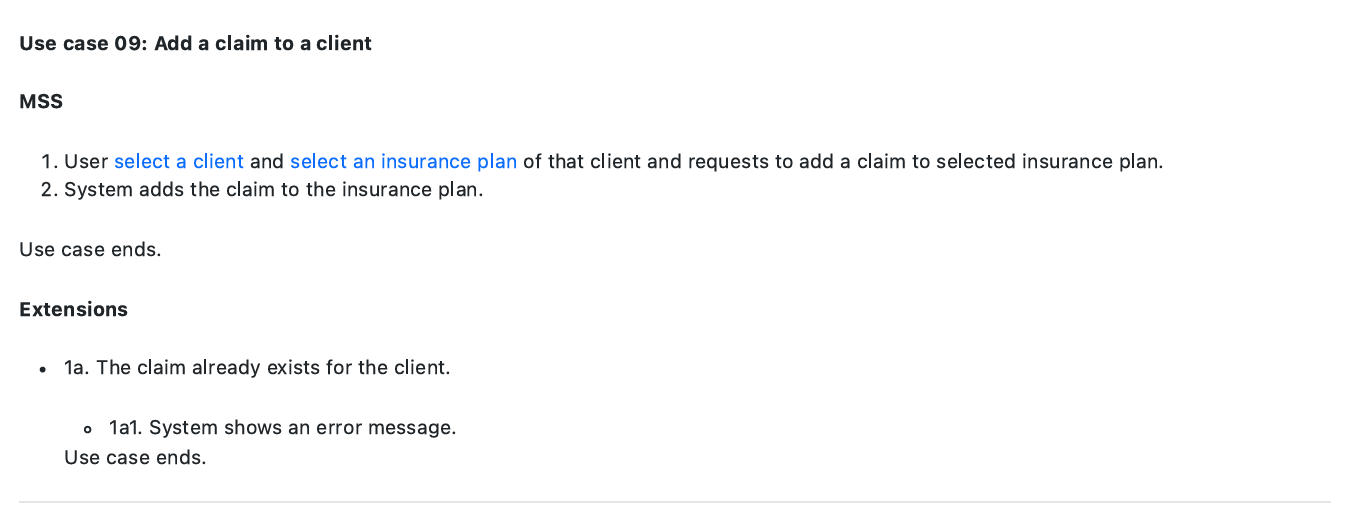 Use case 09: Add a claim to a client
MSS
1. User select a client and select an insurance plan of that client and requests to add a claim to selected insurance plan.
2. System adds the claim to the insurance plan.
Use case ends.
Extensions
• 1a. The claim already exists for the client.
◦ 1a1. System shows an error message.
Use case ends.